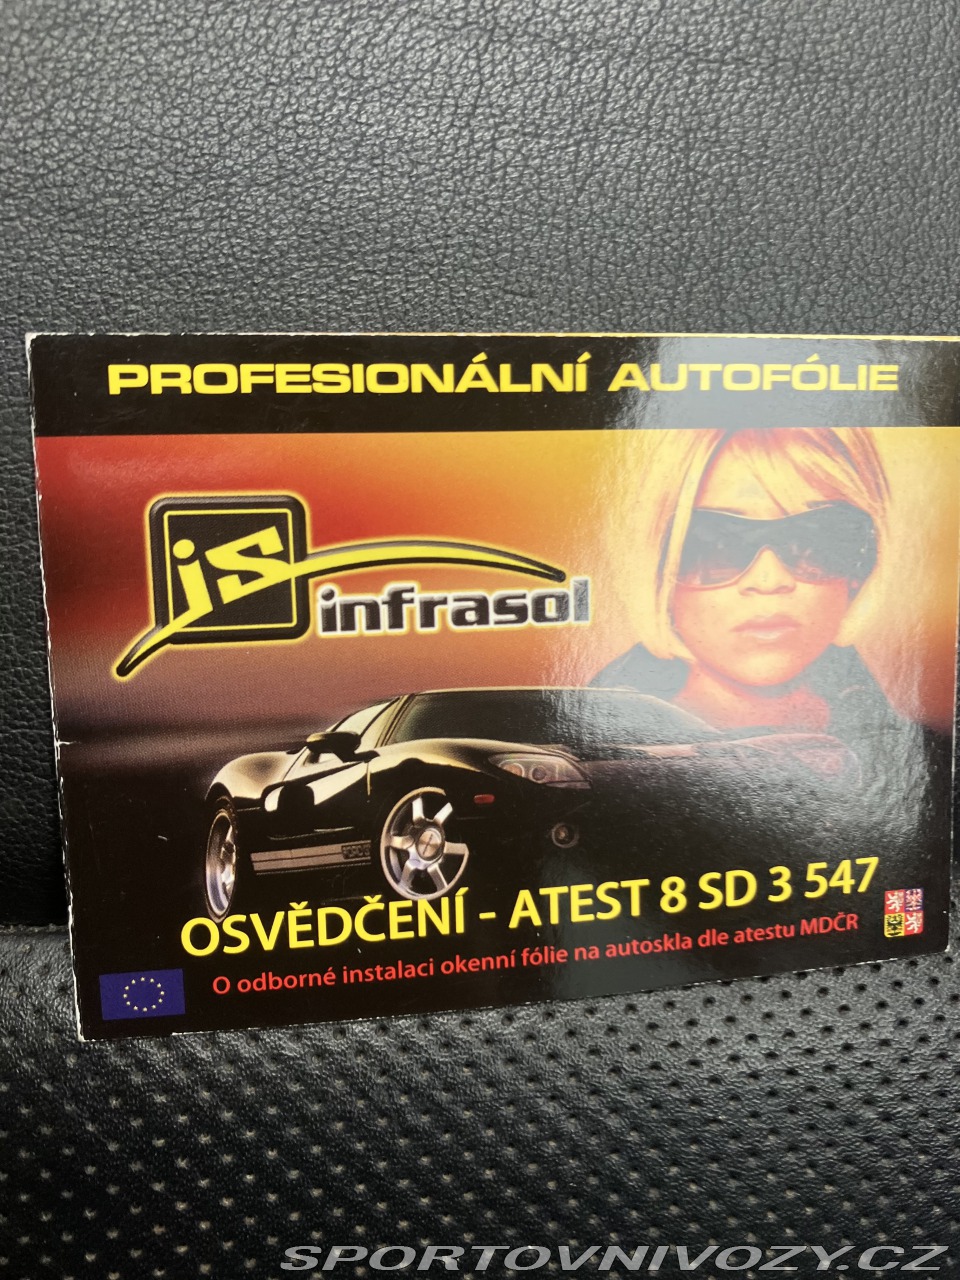 PROFESIONÁLNÍ AUTOFÓLIE
js
infrasol
OSVĚDČENÍ - ATEST 8 SD 3 547
O odborné instalaci okenní fólie na autoskla dle atestu MDČR
SPORTOVNIVOZY.CZ